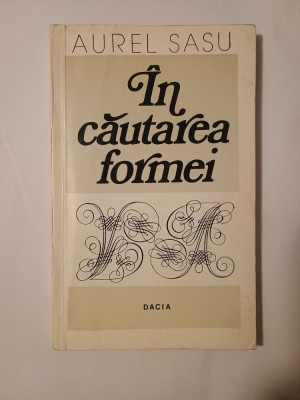 AUREL SASU
În
căutarea
formei
DACIA